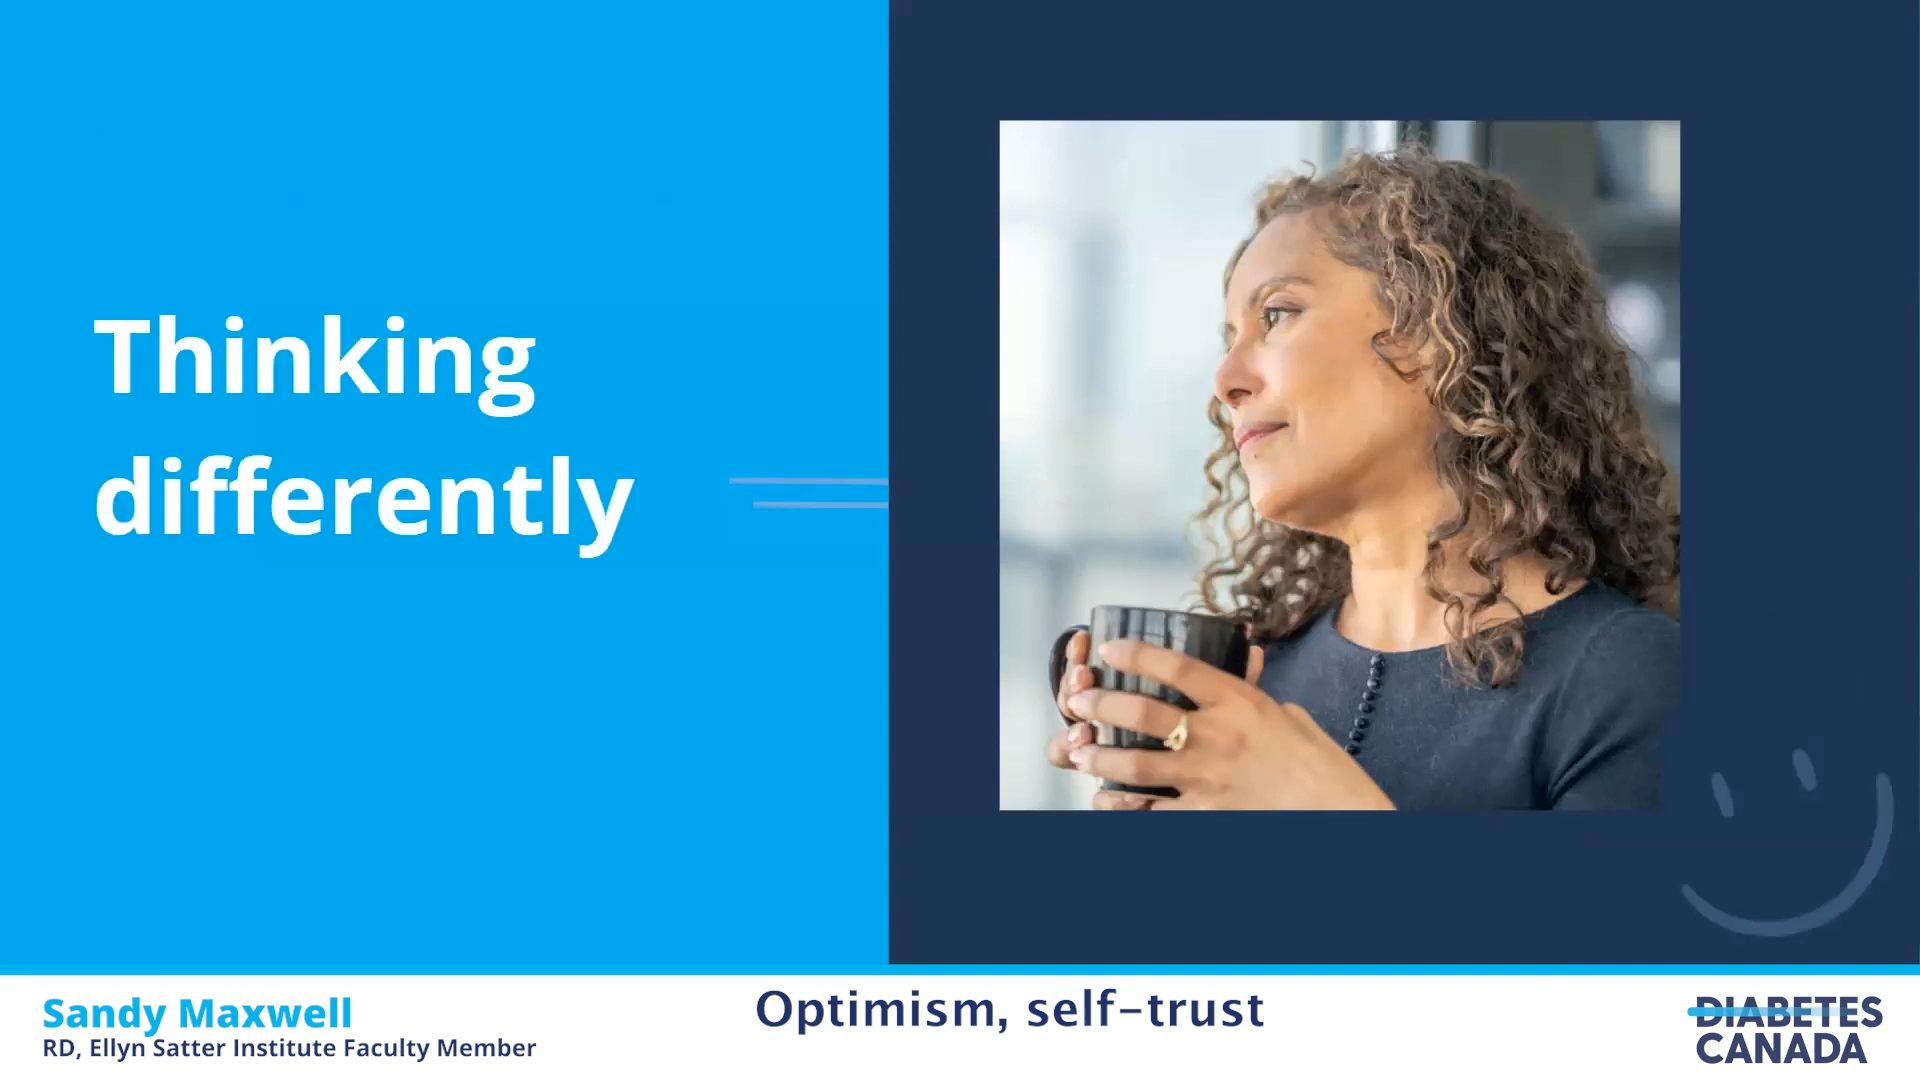 Thinking
differently
Sandy Maxwell
RD, Ellyn Satter Institute Faculty Member
Optimism, self-trust
DIABETES
CANADA